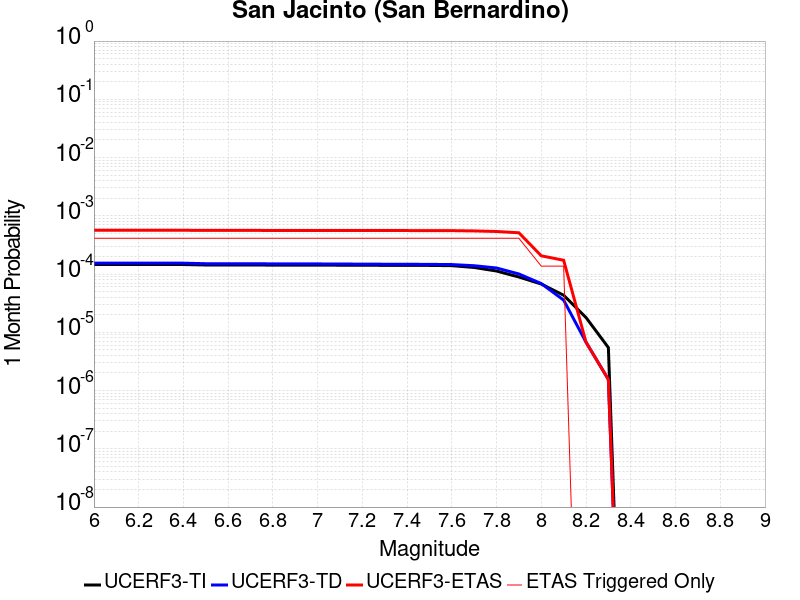 San Jacinto (San Bernardino)
10^0
10^-1
10^-2
10^-3
10^-4
10^-5
10^-6
10^-7
10^-8
1 Month Probability
6 6.2 6.4 6.6 6.8 7 7.2 7.4 7.6 7.8 8 8.2 8.4 8.6 8.8 9
Magnitude
UCERF3-TI UCERF3-TD UCERF3-ETAS ETAS Triggered Only